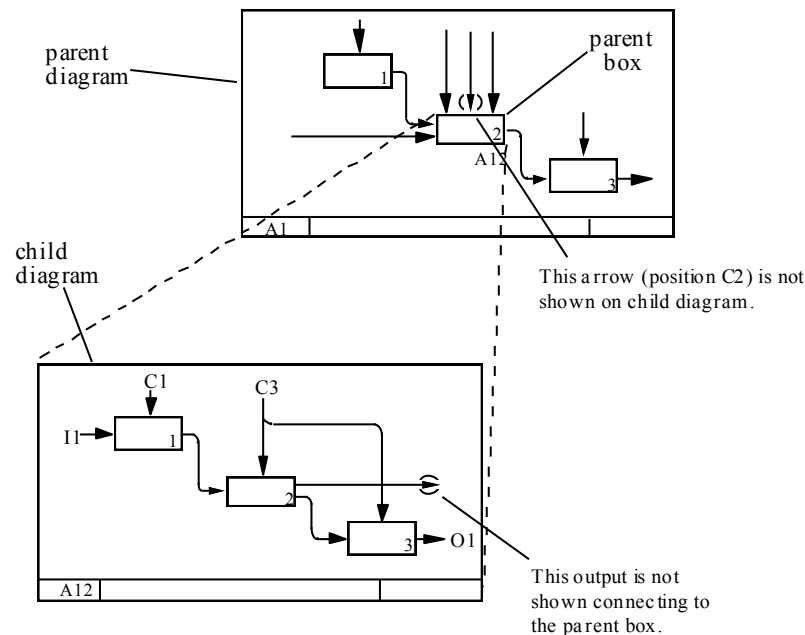 parent
diagram
parent
box
1
2
A12
3
A1
child
diagram
This arrow (position C2) is not
shown on child diagram.
C1
C3
I1
1
2
3
O1
A12
This output is not
shown connecting to
the parent box.